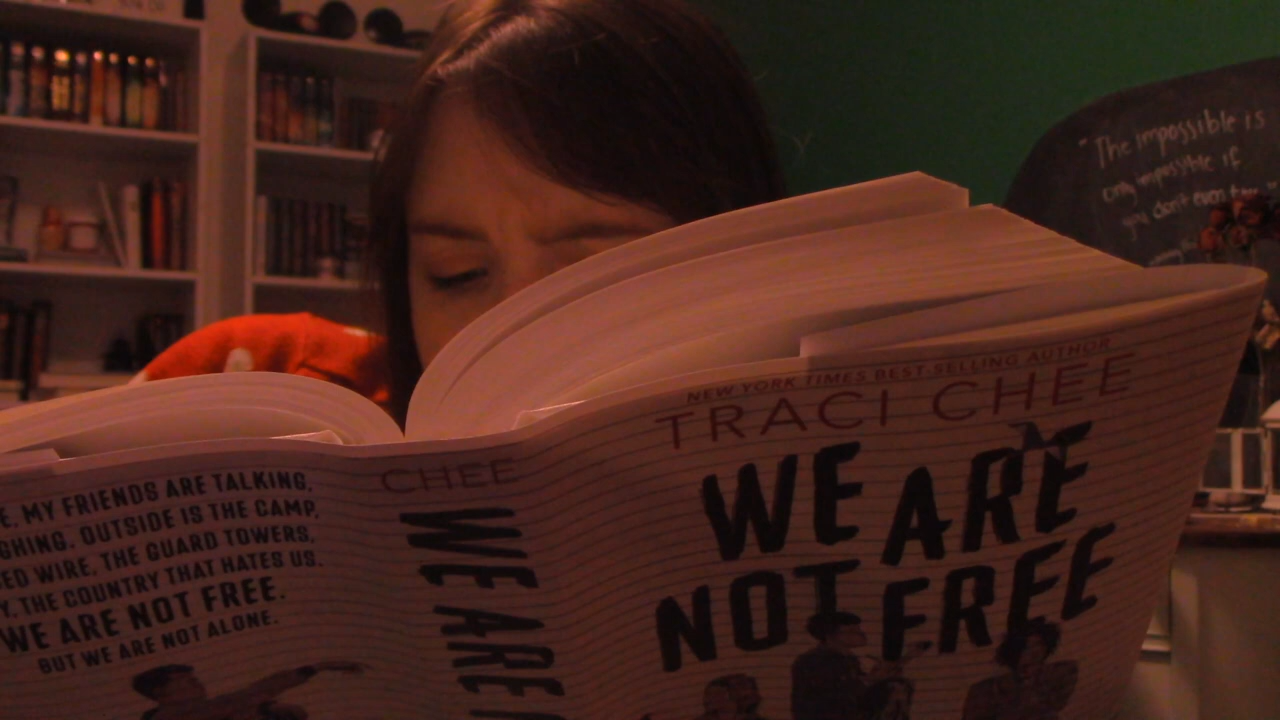 "The impossible is
only impossible if
you don't even try."
NEW YORK TIMES BEST-SELLING AUTHOR
TRACI CHEE
WE ARE
NOT FREE
CHEE
WE ARE
E, MY FRIENDS ARE TALKING,
GHING. OUTSIDE IS THE CAMP,
ED WIRE, THE GUARD TOWERS,
Y, THE COUNTRY THAT HATES US.
WE ARE NOT FREE.
BUT WE ARE NOT ALONE.